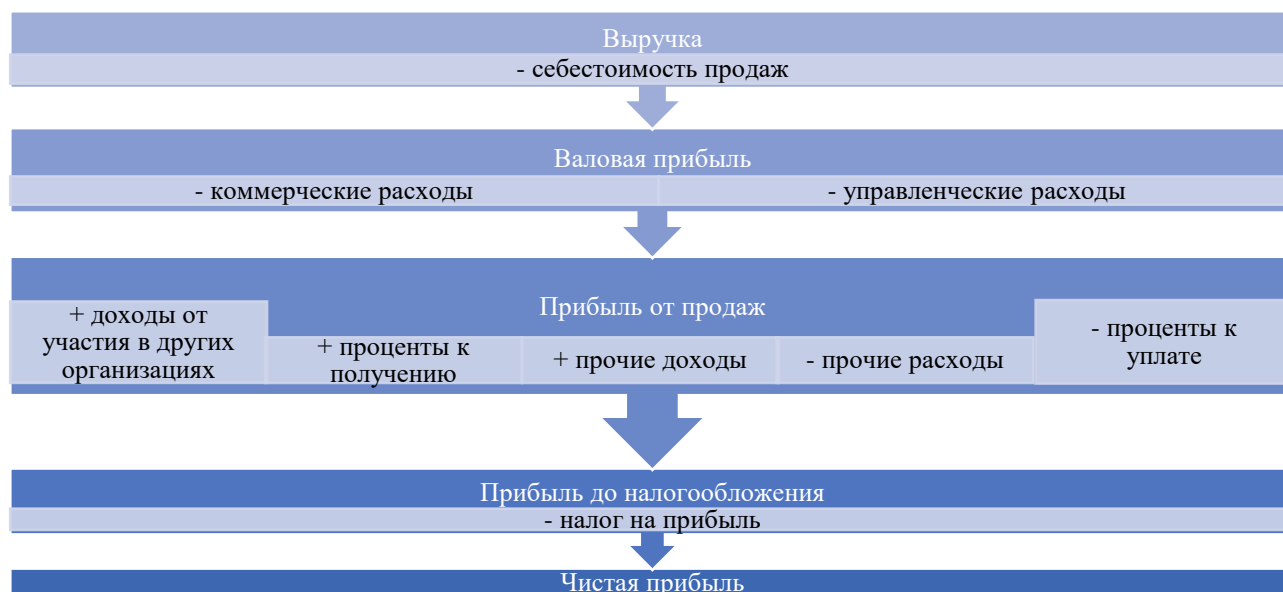 Выручка
- себестоимость продаж
Валовая прибыль
- коммерческие расходы
- управленческие расходы
Прибыль от продаж
+ доходы от
участия в других
организациях
+ проценты к
получению
+ прочие доходы
- прочие расходы
- проценты к
уплате
Прибыль до налогообложения
- налог на прибыль
Чистая прибыль